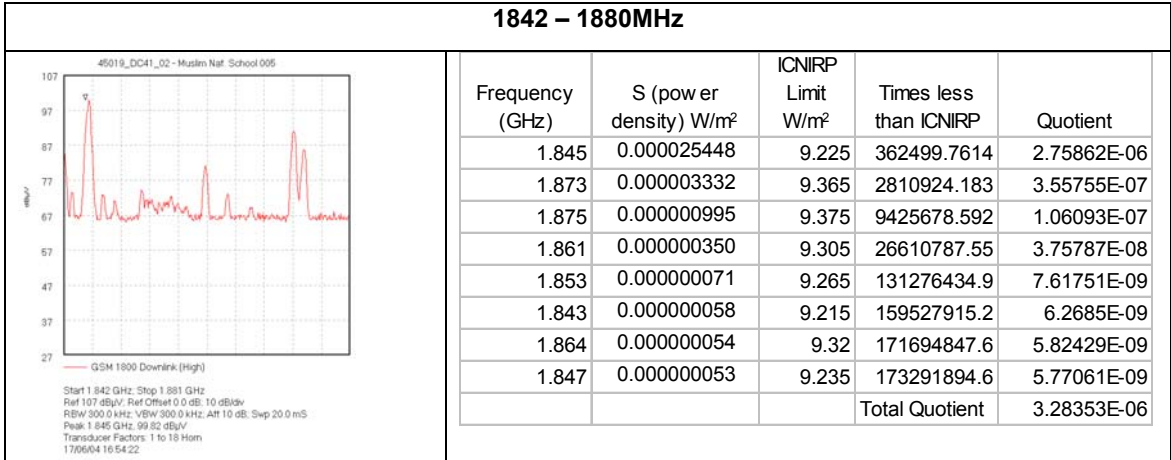 1842 – 1880MHz
45019_DC41_02 - Muslim Nat. School 005
107
97
87
77
67
57
47
37
27
dBµV
GSM 1800 Downlink (High)
Start 1.842 GHz; Stop 1.881 GHz
Ref 107 dBµV; Ref Offset 0.0 dB; 10 dB/div
RBW 300.0 kHz; VBW 300.0 kHz; Att 10 dB; Swp 20.0 mS
Peak 1.845 GHz, 99.82 dBµV
Transducer Factors: 1 to 18 Horn
17/06/04 16:54:22
Frequency (GHz) S (power density) W/m² ICNIRP Limit W/m² Times less than ICNIRP Quotient
1.845 0.000025448 9.225 362499.7614 2.75862E-06
1.873 0.000003332 9.365 2810924.183 3.55755E-07
1.875 0.000000995 9.375 9425678.592 1.06093E-07
1.861 0.000000350 9.305 26610787.55 3.75787E-08
1.853 0.000000071 9.265 131276434.9 7.61751E-09
1.843 0.000000058 9.215 159527915.2 6.2685E-09
1.864 0.000000054 9.32 171694847.6 5.82429E-09
1.847 0.000000053 9.235 173291894.6 5.77061E-09
Total Quotient 3.28353E-06